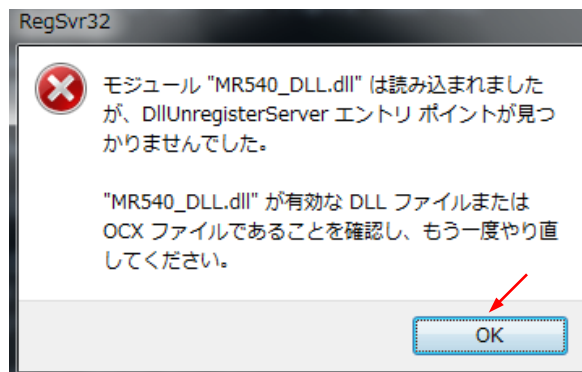 RegSvr32
モジュール "MR540_DLL.dll" は読み込まれました
が、DllUnregisterServer エントリ ポイントが見つ
かりませんでした。
"MR540_DLL.dll" が有効な DLL ファイルまたは
OCX ファイルであることを確認し、もう一度やり直
してください。
OK